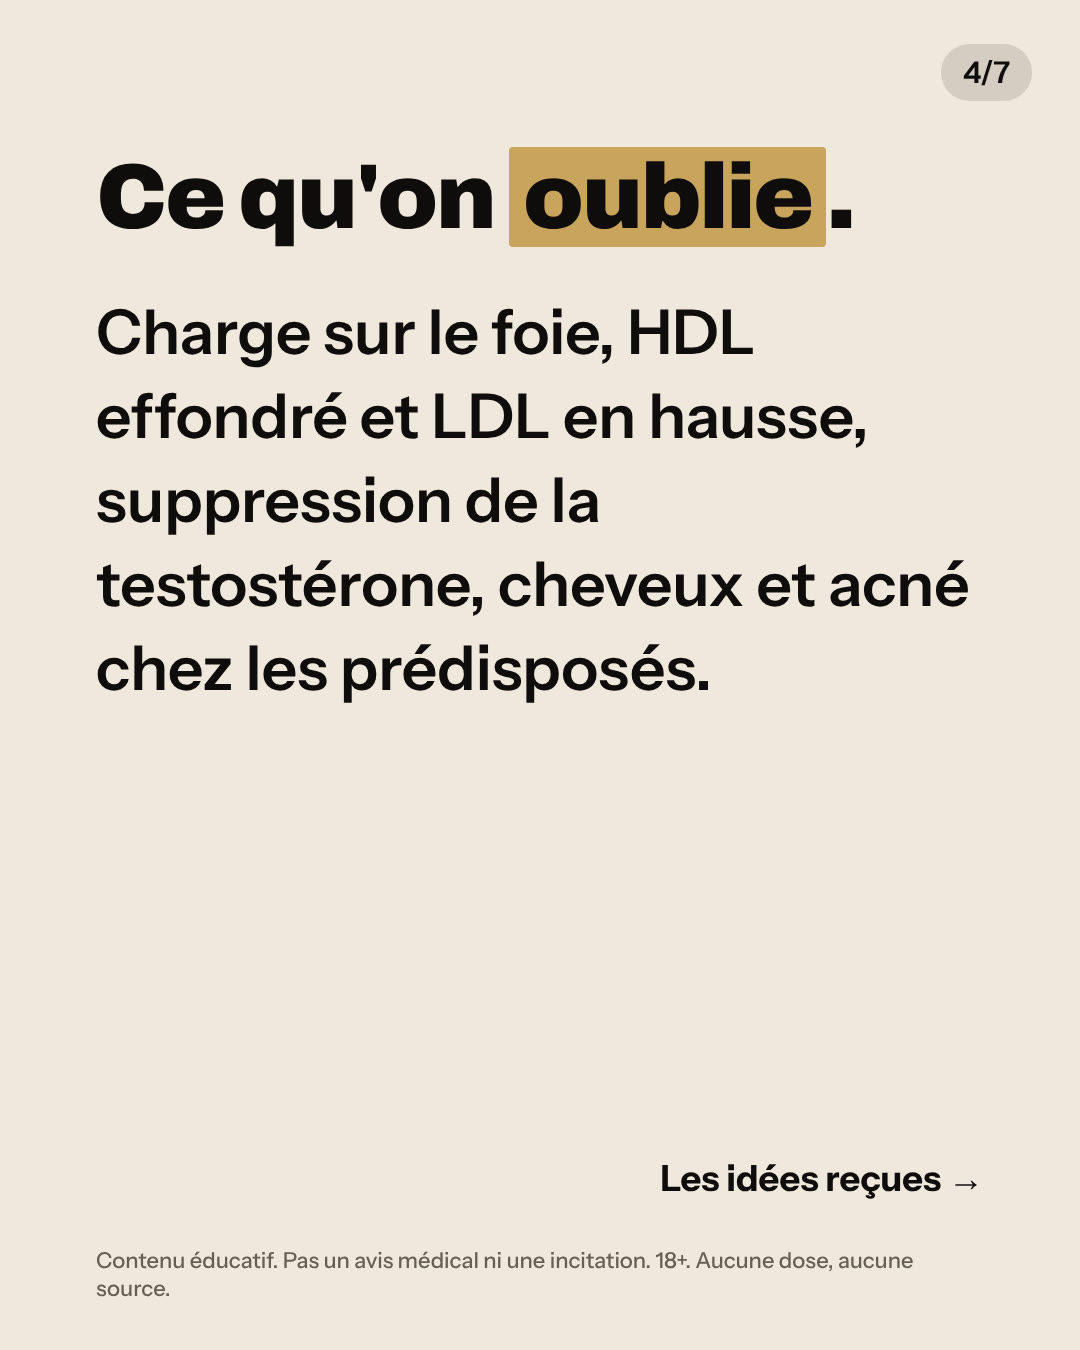 4/7
Ce qu'on oublie.
Charge sur le foie, HDL
effondré et LDL en hausse,
suppression de la
testostérone, cheveux et acné
chez les prédisposés.
Les idées reçues →
Contenu éducatif. Pas un avis médical ni une incitation. 18+. Aucune dose, aucune
source.